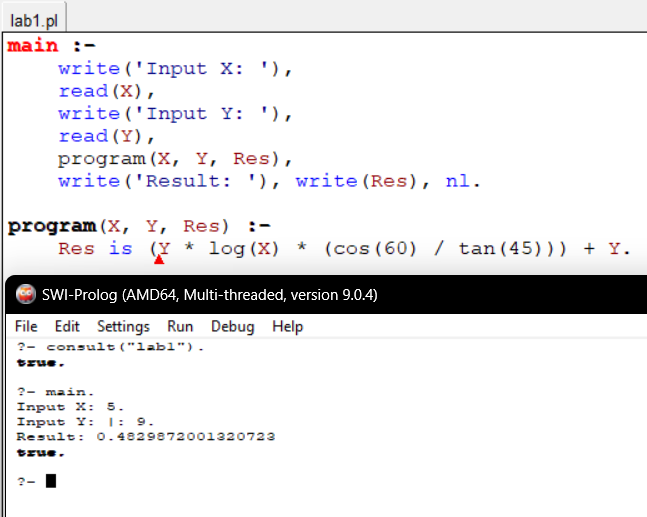 lab1.pl
main :-
    write('Input X: '),
    read(X),
    write('Input Y: '),
    read(Y),
    program(X, Y, Res),
    write('Result: '), write(Res), nl.
program(X, Y, Res) :-
    Res is (Y * log(X) * (cos(60) / tan(45))) + Y.
SWI-Prolog (AMD64, Multi-threaded, version 9.0.4)
File Edit Settings Run Debug Help
?- consult("lab1").
true.
?- main.
Input X: 5.
Input Y: |: 9.
Result: 0.4829872001320723
true.
?-